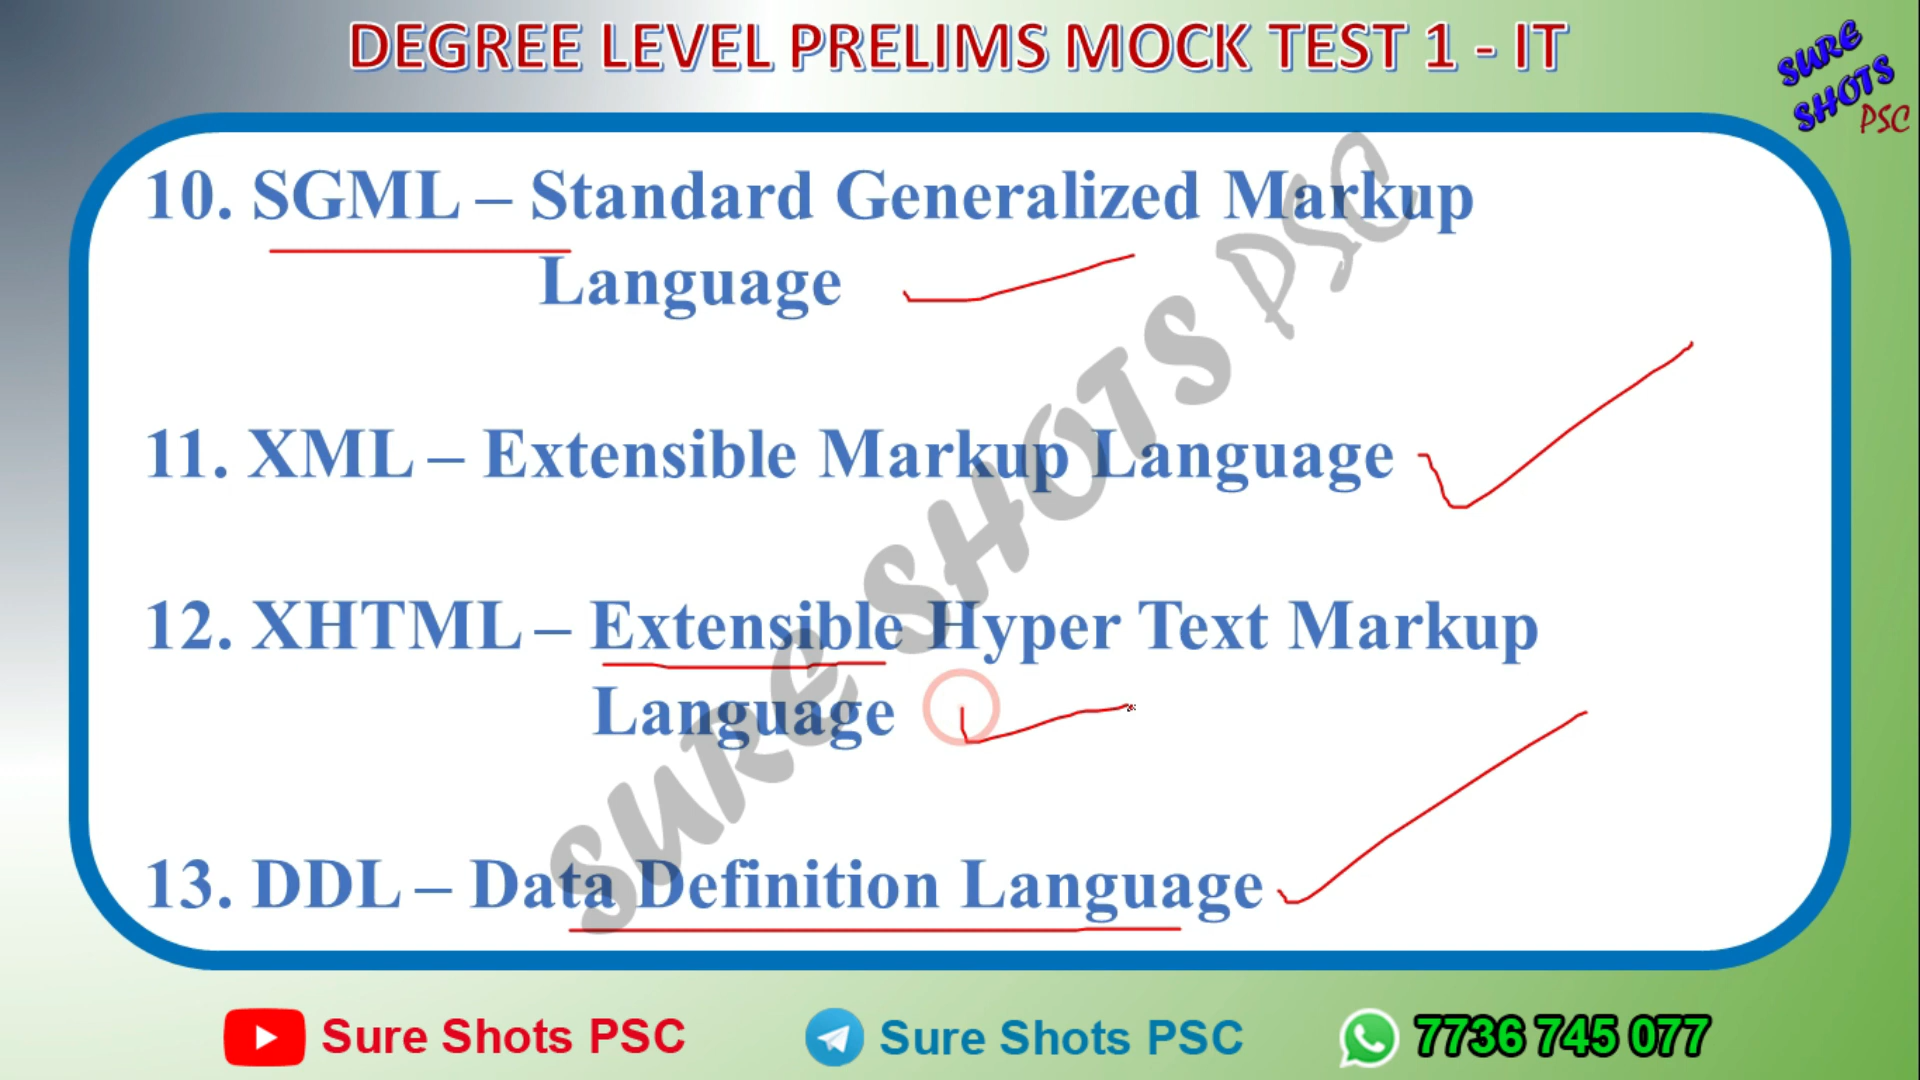 DEGREE LEVEL PRELIMS MOCK TEST 1 - IT
SURE
SHOTS
PSC
10. SGML – Standard Generalized Markup
Language
11. XML – Extensible Markup Language
12. XHTML – Extensible Hyper Text Markup
Language
13. DDL – Data Definition Language
SURE SHOTS PSC
Sure Shots PSC
Sure Shots PSC
7736 745 077